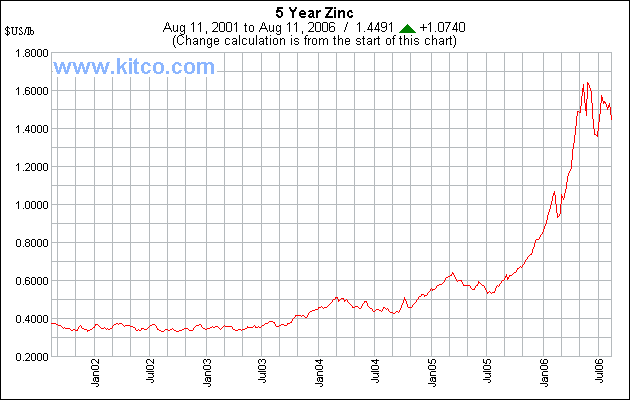 5 Year Zinc
$US/lb
Aug 11, 2001 to Aug 11, 2006 / 1.4491 +1.0740
(Change calculation is from the start of this chart)
www.kitco.com
1.8000
1.6000
1.4000
1.2000
1.0000
0.8000
0.6000
0.4000
0.2000
Jan02
Jul02
Jan03
Jul03
Jan04
Jul04
Jan05
Jul05
Jan06
Jul06